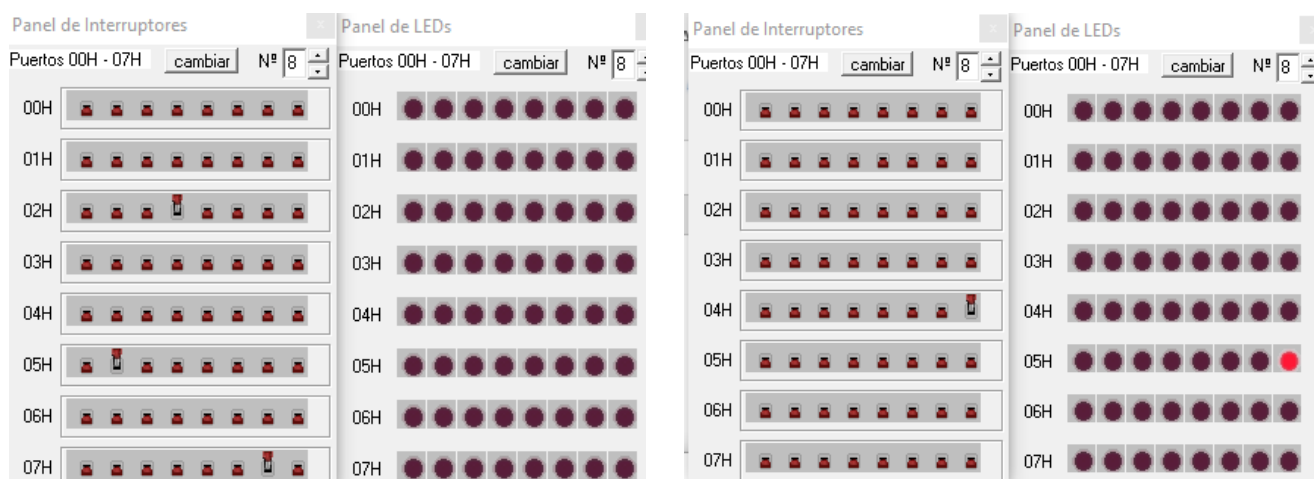 Panel de Interruptores x
Puertos 00H - 07H cambiar Nº 8
00H
01H
02H
03H
04H
05H
06H
07H
Panel de LEDs
Puertos 00H - 07H cambiar Nº 8
00H
01H
02H
03H
04H
05H
06H
07H
Panel de Interruptores x
Puertos 00H - 07H cambiar Nº 8
00H
01H
02H
03H
04H
05H
06H
07H
Panel de LEDs
Puertos 00H - 07H cambiar Nº 8
00H
01H
02H
03H
04H
05H
06H
07H